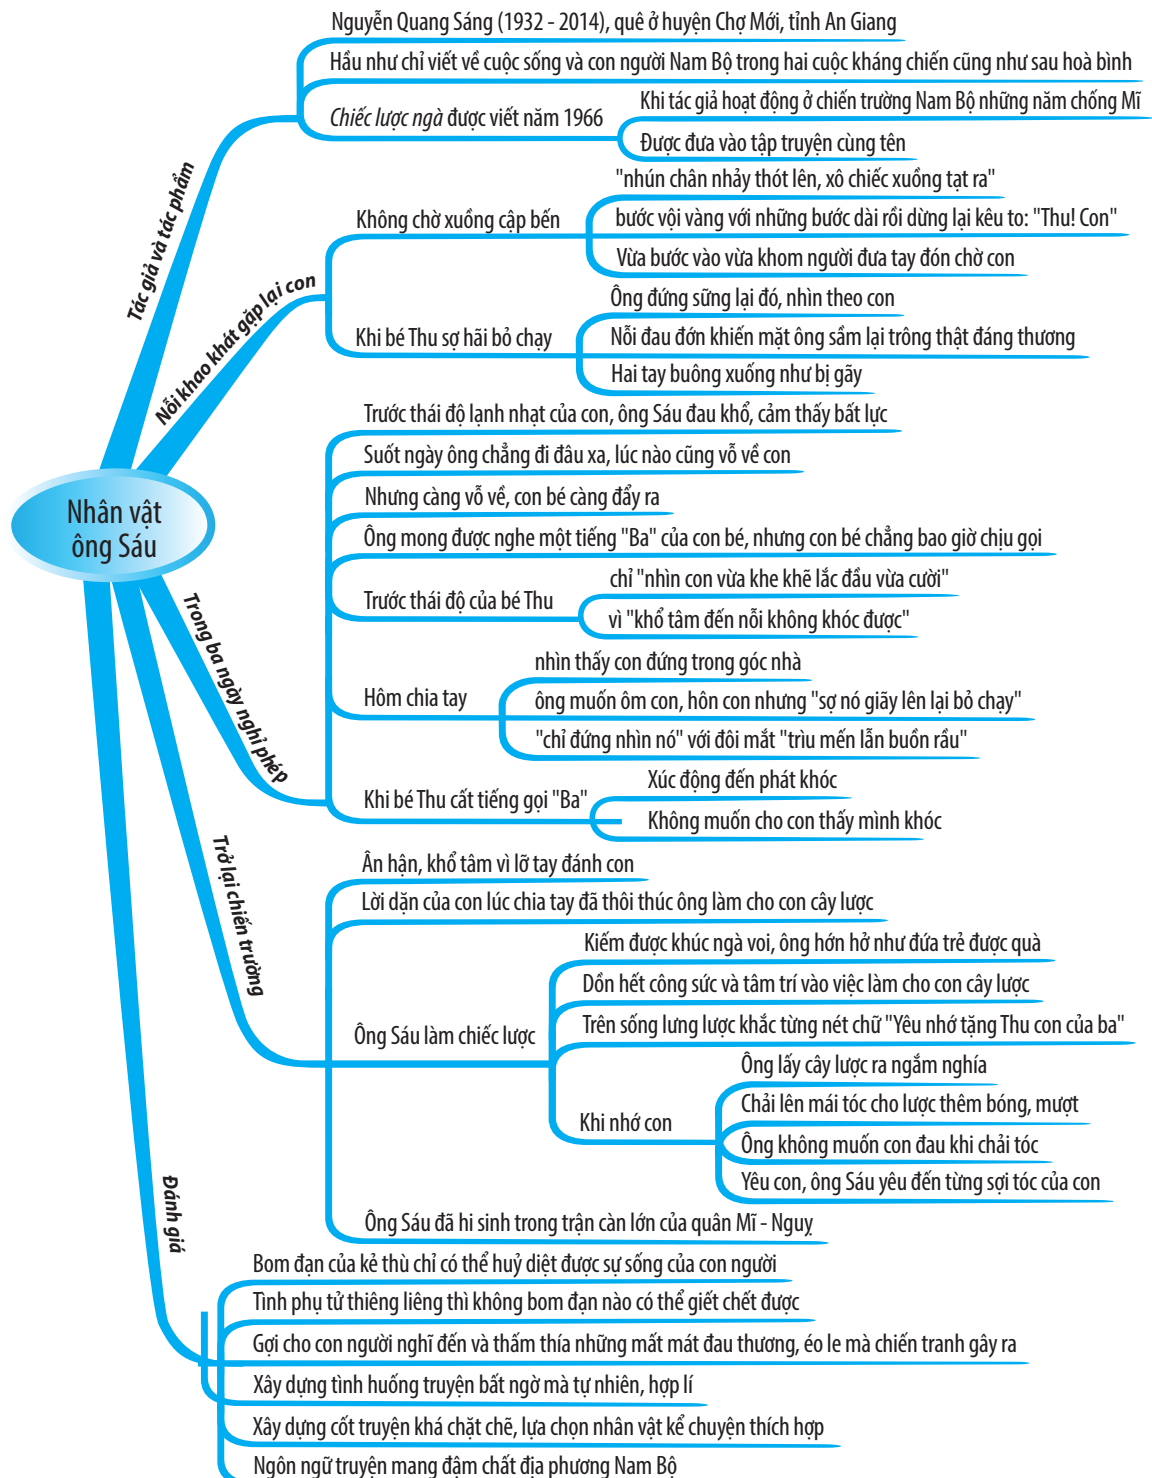 Nguyễn Quang Sáng (1932 - 2014), quê ở huyện Chợ Mới, tỉnh An Giang
Hầu như chỉ viết về cuộc sống và con người Nam Bộ trong hai cuộc kháng chiến cũng như sau hoà bình
Chiếc lược ngà được viết năm 1966
Khi tác giả hoạt động ở chiến trường Nam Bộ những năm chống Mĩ
Được đưa vào tập truyện cùng tên
Tác giả và tác phẩm
Không chờ xuồng cập bến
"nhún chân nhảy thót lên, xô chiếc xuồng tạt ra"
bước vội vàng với những bước dài rồi dừng lại kêu to: "Thu! Con"
Vừa bước vào vừa khom người đưa tay đón chờ con
Nỗi khao khát gặp lại con
Khi bé Thu sợ hãi bỏ chạy
Ông đứng sững lại đó, nhìn theo con
Nỗi đau đớn khiến mặt ông sầm lại trông thật đáng thương
Hai tay buông xuống như bị gãy
Nhân vật
ông Sáu
Trong ba ngày nghỉ phép
Trước thái độ lạnh nhạt của con, ông Sáu đau khổ, cảm thấy bất lực
Suốt ngày ông chẳng đi đâu xa, lúc nào cũng vỗ về con
Nhưng càng vỗ về, con bé càng đẩy ra
Ông mong được nghe một tiếng "Ba" của con bé, nhưng con bé chẳng bao giờ chịu gọi
Trước thái độ của bé Thu
chỉ "nhìn con vừa khe khẽ lắc đầu vừa cười"
vì "khổ tâm đến nỗi không khóc được"
Hôm chia tay
nhìn thấy con đứng trong góc nhà
ông muốn ôm con, hôn con nhưng "sợ nó giãy lên lại bỏ chạy"
"chỉ đứng nhìn nó" với đôi mắt "trìu mến lẫn buồn rầu"
Khi bé Thu cất tiếng gọi "Ba"
Xúc động đến phát khóc
Không muốn cho con thấy mình khóc
Trở lại chiến trường
Ân hận, khổ tâm vì lỡ tay đánh con
Lời dặn của con lúc chia tay đã thôi thúc ông làm cho con cây lược
Ông Sáu làm chiếc lược
Kiếm được khúc ngà voi, ông hớn hở như đứa trẻ được quà
Dồn hết công sức và tâm trí vào việc làm cho con cây lược
Trên sống lưng lược khắc từng nét chữ "Yêu nhớ tặng Thu con của ba"
Khi nhớ con
Ông lấy cây lược ra ngắm nghía
Chải lên mái tóc cho lược thêm bóng, mượt
Ông không muốn con đau khi chải tóc
Yêu con, ông Sáu yêu đến từng sợi tóc của con
Ông Sáu đã hi sinh trong trận càn lớn của quân Mĩ - Nguỵ
Đánh giá
Bom đạn của kẻ thù chỉ có thể huỷ diệt được sự sống của con người
Tình phụ tử thiêng liêng thì không bom đạn nào có thể giết chết được
Gợi cho con người nghĩ đến và thấm thía những mất mát đau thương, éo le mà chiến tranh gây ra
Xây dựng tình huống truyện bất ngờ mà tự nhiên, hợp lí
Xây dựng cốt truyện khá chặt chẽ, lựa chọn nhân vật kể chuyện thích hợp
Ngôn ngữ truyện mang đậm chất địa phương Nam Bộ